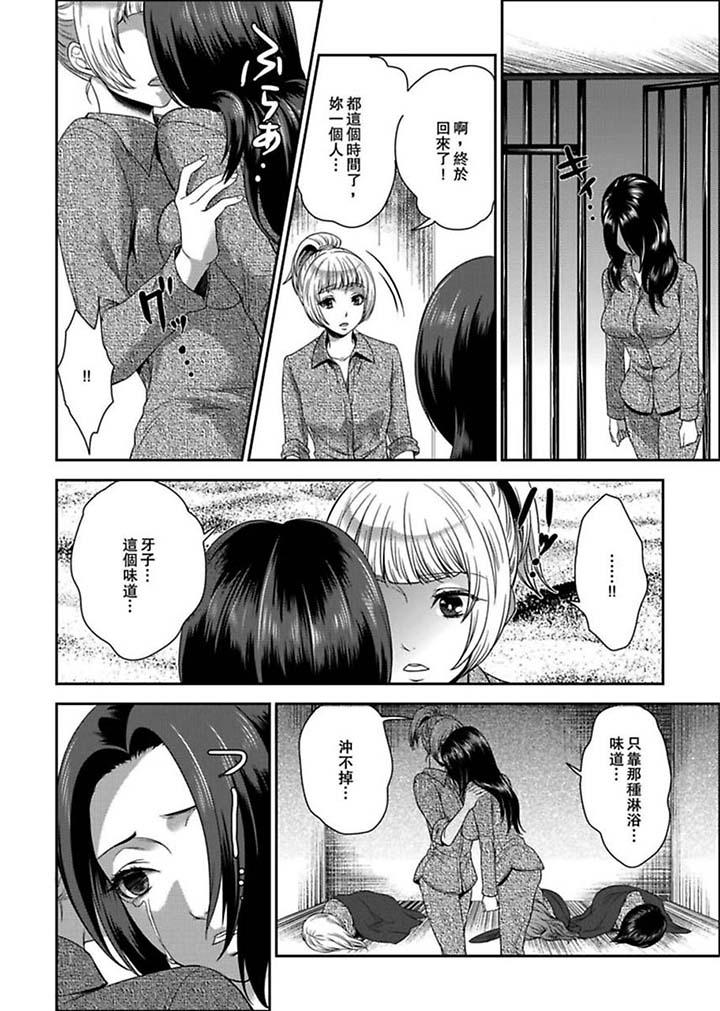 ギィ…
啊，終於
回來了！
都這個時間了，
妳一個人…
ふらぁ…
グッ…
!!
……!!
牙子…
這個味道…
只靠那種淋浴…
味道…
沖不掉…